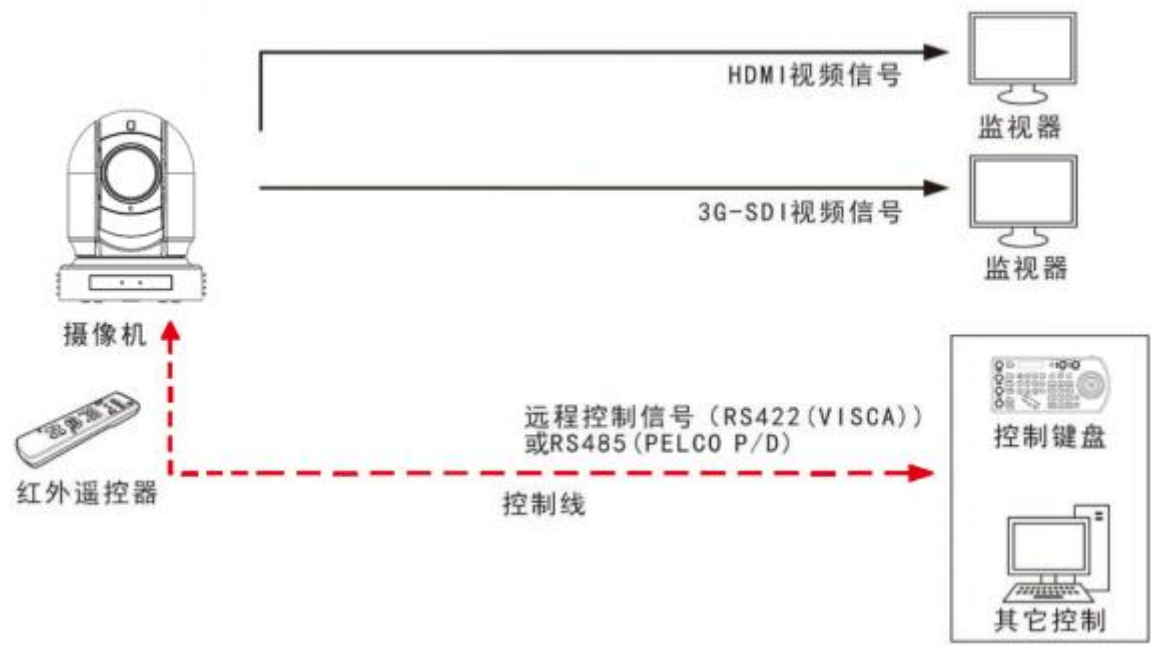 HDMI视频信号
监视器
3G-SDI视频信号
监视器
摄像机
远程控制信号（RS422(VISCA)）
或RS485(PELCO P/D)
控制键盘
红外遥控器
控制线
其它控制